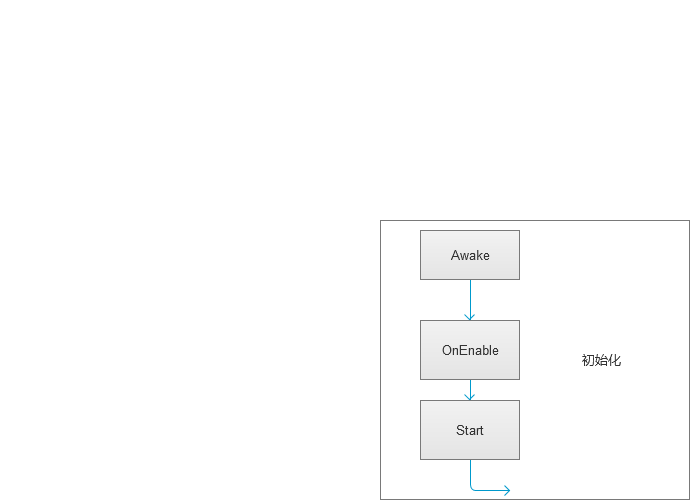 Awake
OnEnable
初始化
Start